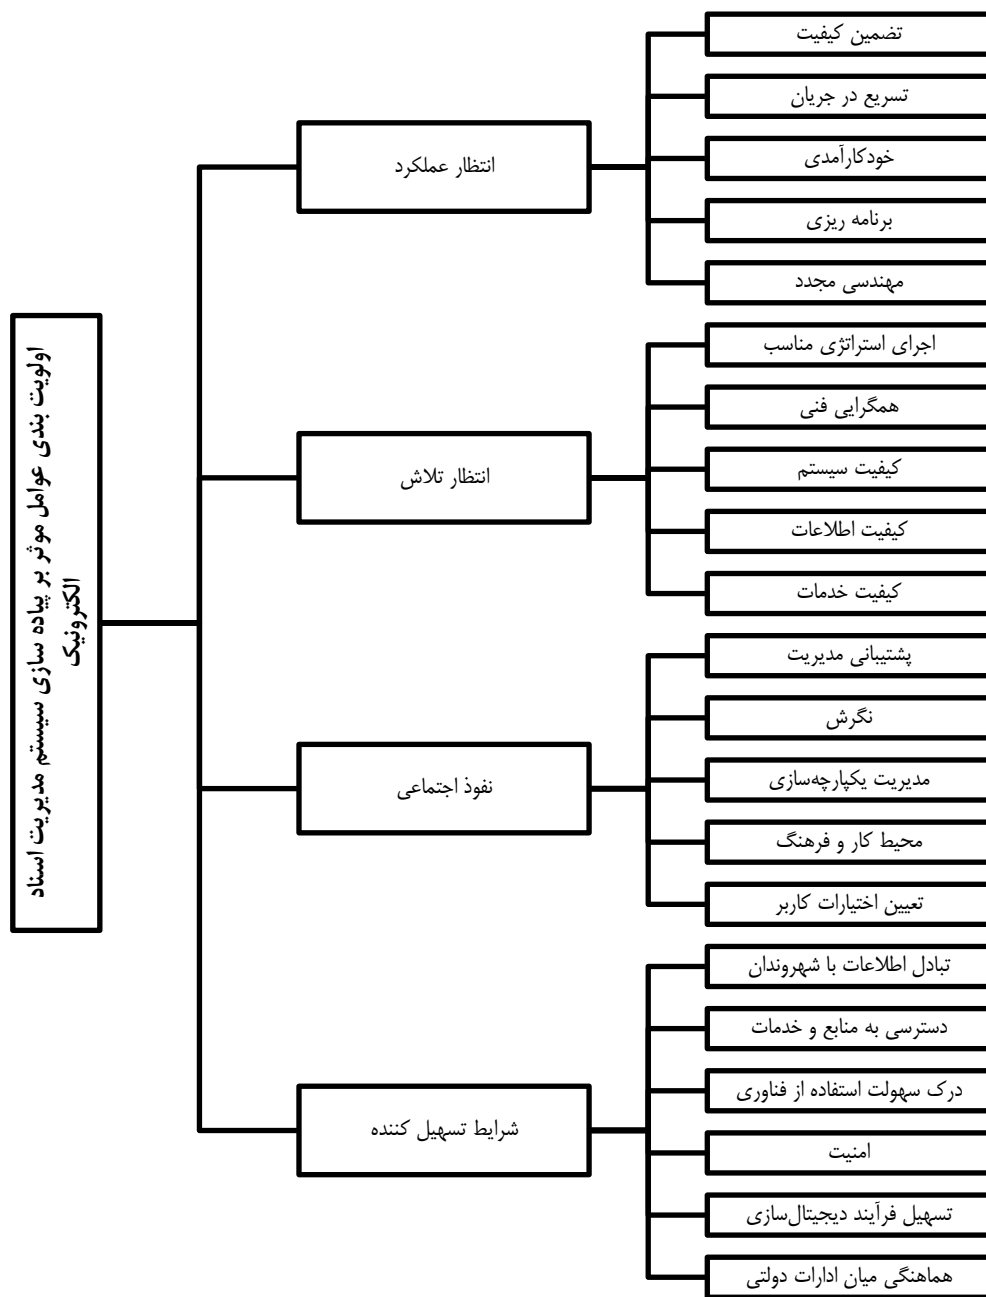 اولویت بندی عوامل موثر بر پیاده سازی سیستم مدیریت اسناد
الکترونیک
انتظار عملکرد
تضمین کیفیت
تسریع در جریان
خودکارآمدی
برنامه ریزی
مهندسی مجدد
انتظار تلاش
اجرای استراتژی مناسب
همگرایی فنی
کیفیت سیستم
کیفیت اطلاعات
کیفیت خدمات
نفوذ اجتماعی
پشتیبانی مدیریت
نگرش
مدیریت یکپارچه‌سازی
محیط کار و فرهنگ
تعیین اختیارات کاربر
شرایط تسهیل کننده
تبادل اطلاعات با شهروندان
دسترسی به منابع و خدمات
درک سهولت استفاده از فناوری
امنیت
تسهیل فرآیند دیجیتال‌سازی
هماهنگی میان ادارات دولتی